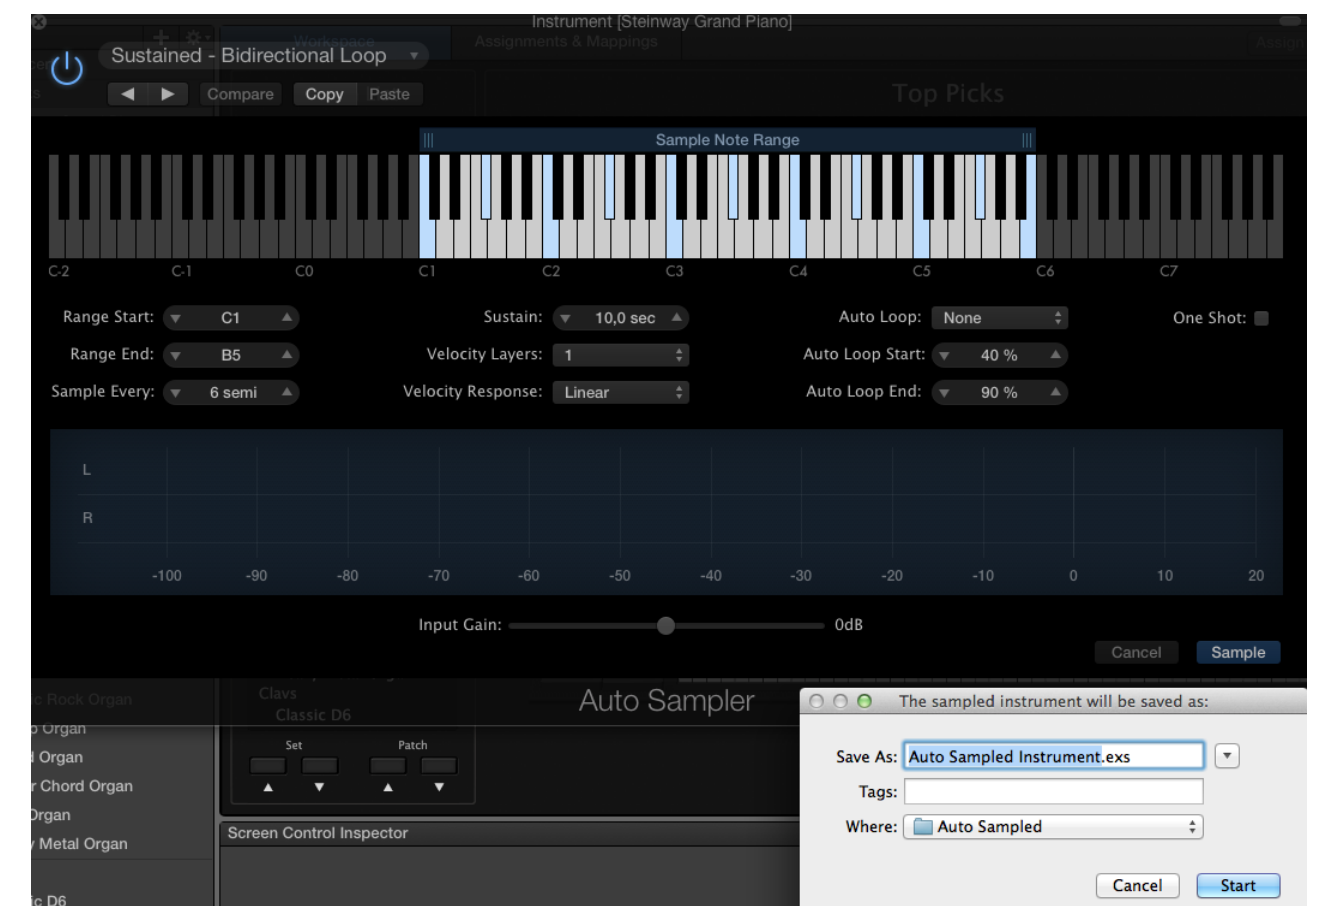 Instrument [Steinway Grand Piano]
Workspace
Assignments & Mappings
Sustained - Bidirectional Loop
Compare Copy Paste
Top Picks
Sample Note Range
C-2 C-1 C0 C1 C2 C3 C4 C5 C6 C7
Range Start: C1 Sustain: 10,0 sec Auto Loop: None One Shot:
Range End: B5 Velocity Layers: 1 Auto Loop Start: 40 %
Sample Every: 6 semi Velocity Response: Linear Auto Loop End: 90 %
L
R
-100 -90 -80 -70 -60 -50 -40 -30 -20 -10 0 10 20
Input Gain: 0dB
Cancel Sample
Auto Sampler
c Rock Organ
Organ
Organ
r Chord Organ
Organ
Metal Organ
ic D6
Clavs
Classic D6
Set Patch
Screen Control Inspector
The sampled instrument will be saved as:
Save As: Auto Sampled Instrument.exs
Tags:
Where: Auto Sampled
Cancel Start